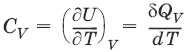 C_V = (∂U/∂T)_V = δQ_V/dT